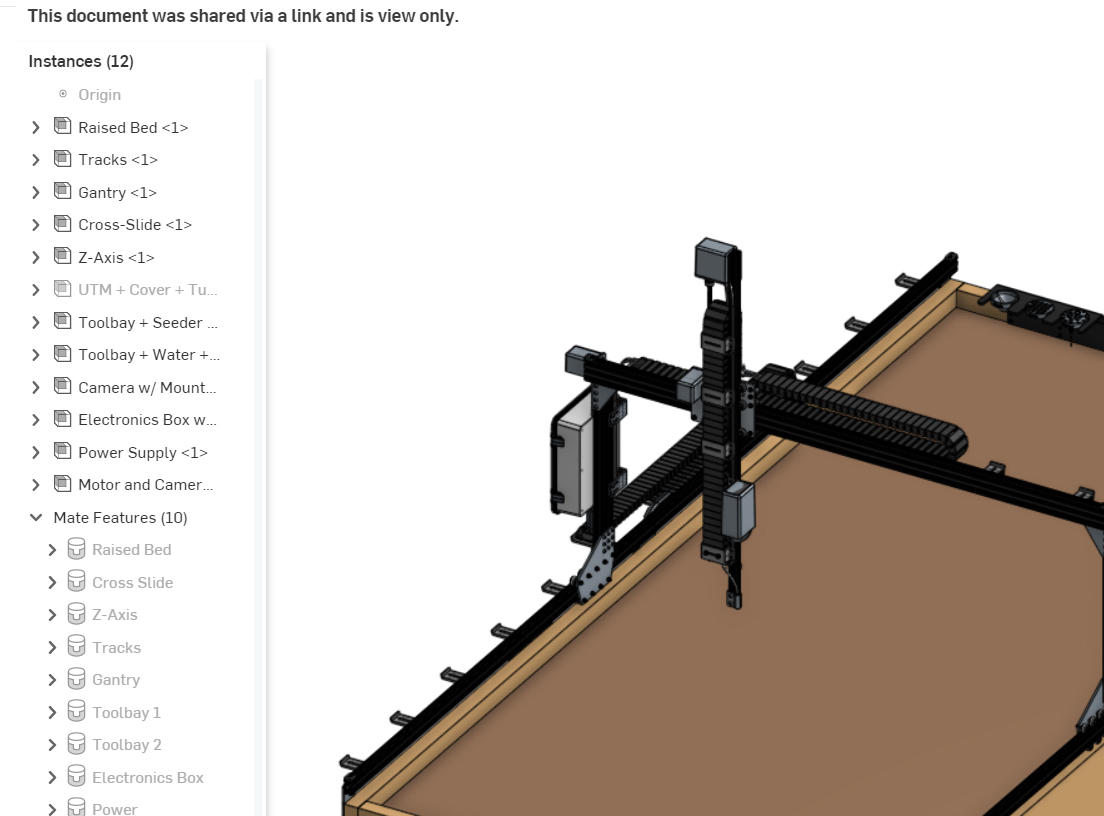 This document was shared via a link and is view only.
Instances (12)
Origin
Raised Bed <1>
Tracks <1>
Gantry <1>
Cross-Slide <1>
Z-Axis <1>
UTM + Cover + Tu...
Toolbay + Seeder ...
Toolbay + Water +...
Camera w/ Mount...
Electronics Box w...
Power Supply <1>
Motor and Camer...
Mate Features (10)
Raised Bed
Cross Slide
Z-Axis
Tracks
Gantry
Toolbay 1
Toolbay 2
Electronics Box
Power